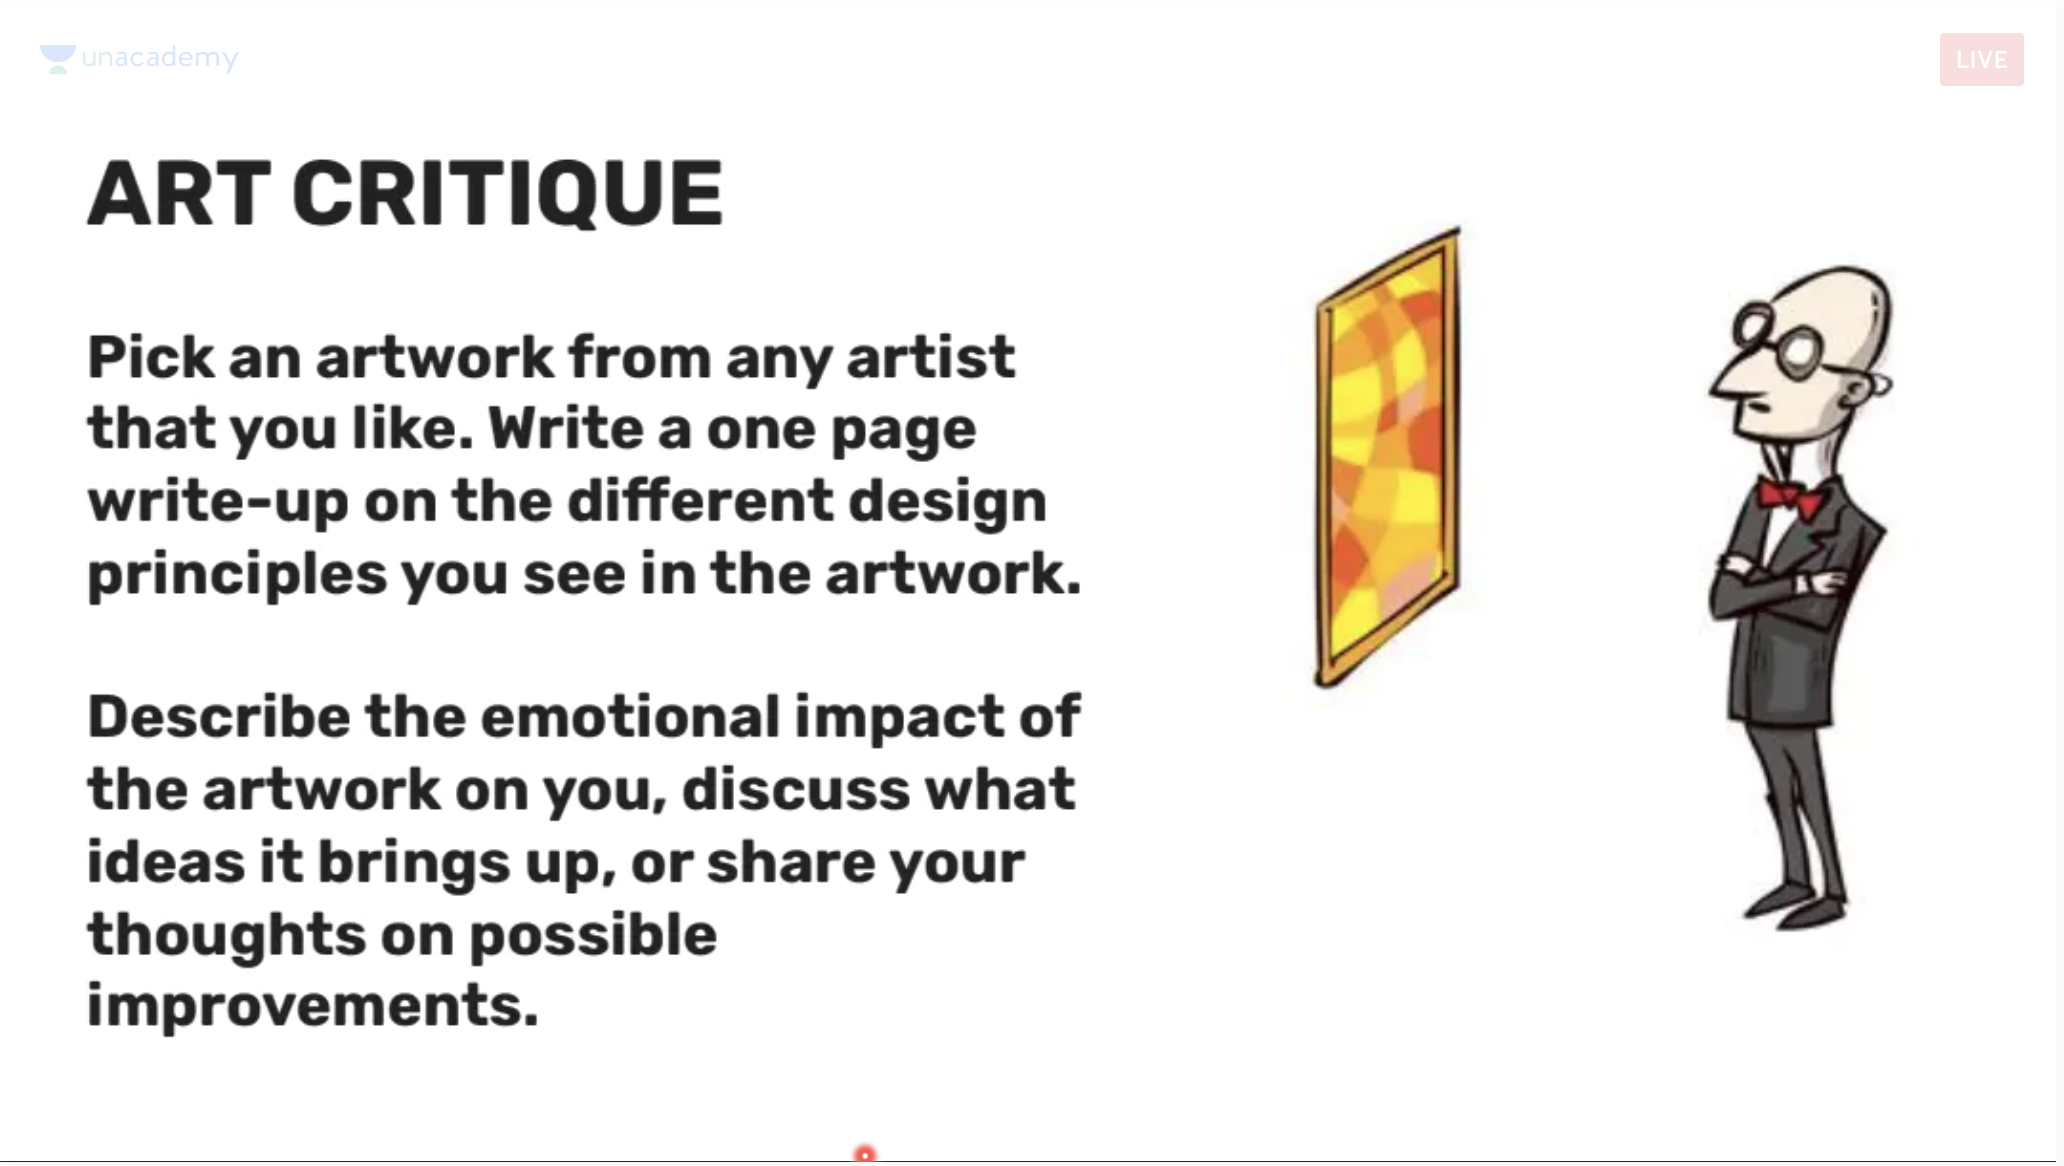 unacademy
LIVE
ART CRITIQUE
Pick an artwork from any artist
that you like. Write a one page
write-up on the different design
principles you see in the artwork.
Describe the emotional impact of
the artwork on you, discuss what
ideas it brings up, or share your
thoughts on possible
improvements.